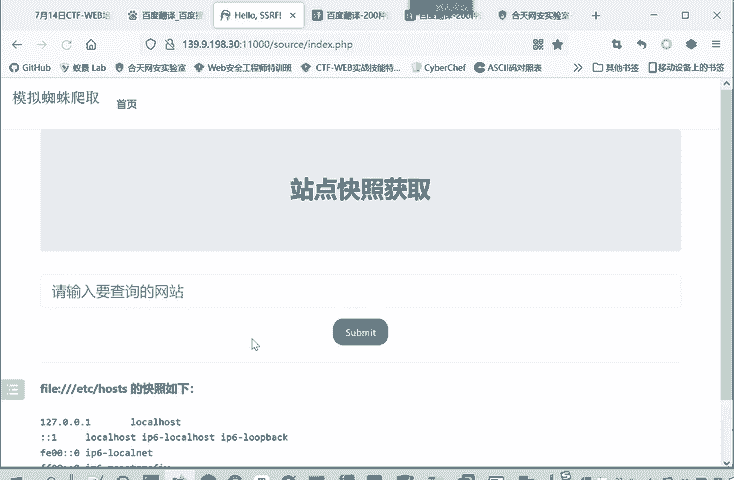 7月14日CTF-WEB培
百度翻译_百度搜
Hello, SSRF!
百度翻译-200种
百度翻译-200种
合天网安实验室
139.9.198.30:11000/source/index.php
GitHub
蚁景 Lab
合天网安实验室
Web安全工程师特训班
CTF-WEB实战技能特...
CyberChef
ASCII码对照表
其他书签
移动设备上的书签
模拟蜘蛛爬取
首页
站点快照获取
请输入要查询的网站
Submit
file:///etc/hosts 的快照如下:
127.0.0.1 localhost
::1 localhost ip6-localhost ip6-loopback
fe00::0 ip6-localnet